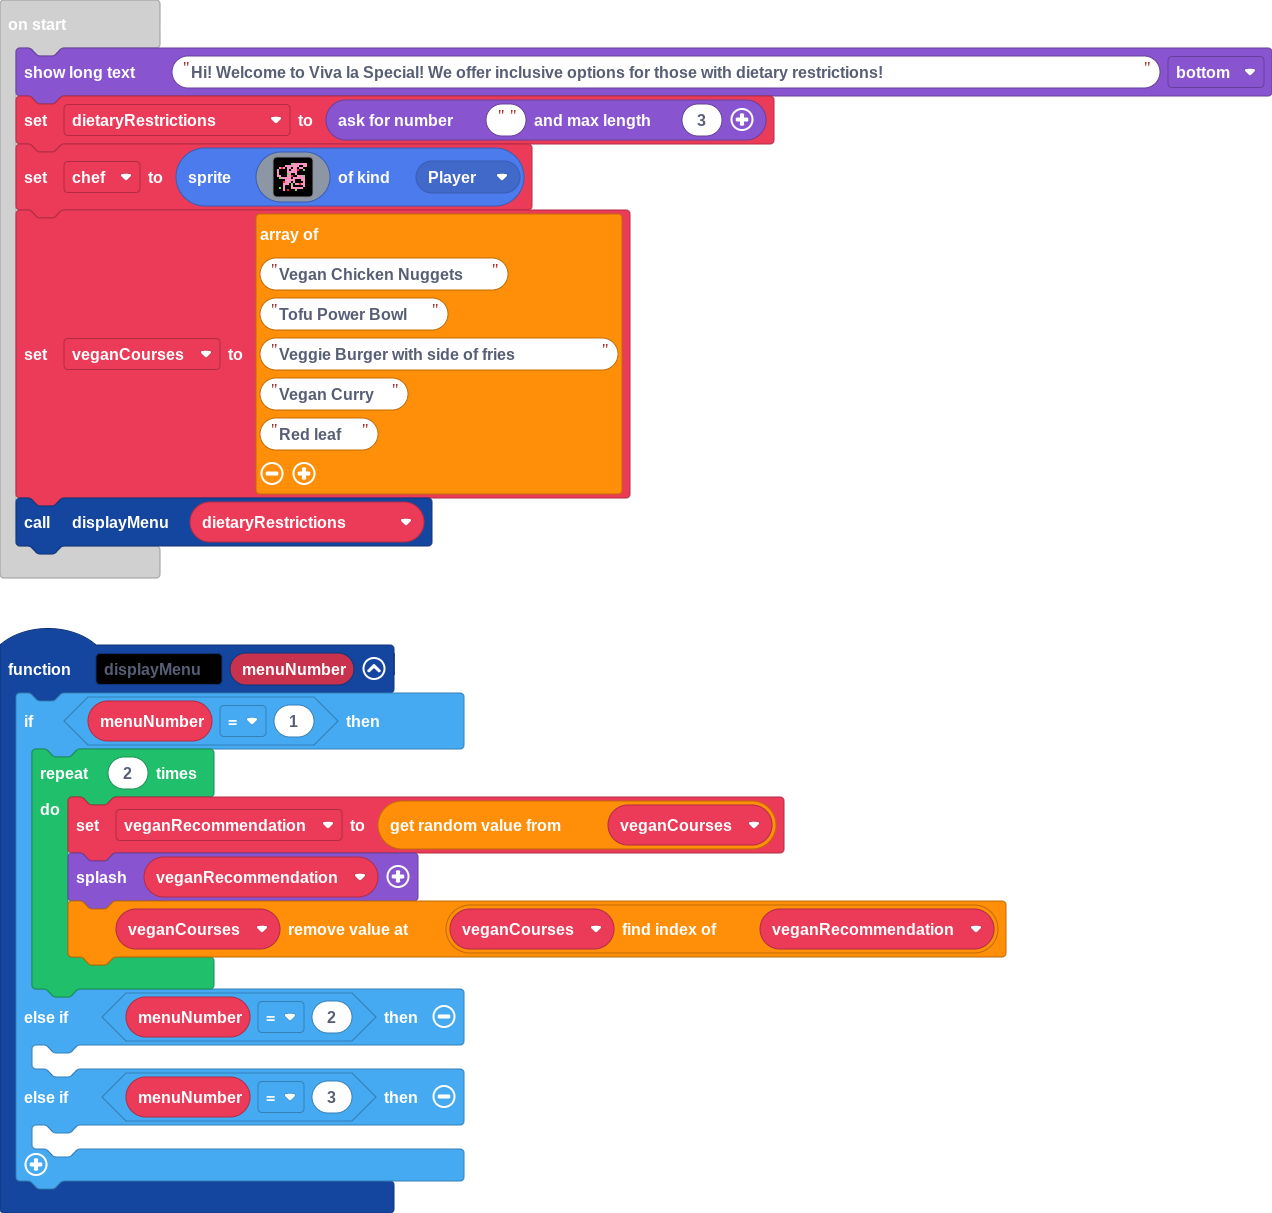 on start
show long text "Hi! Welcome to Viva la Special! We offer inclusive options for those with dietary restrictions!" bottom
set dietaryRestrictions to ask for number " " and max length 3
set chef to sprite of kind Player
set veganCourses to array of
"Vegan Chicken Nuggets"
"Tofu Power Bowl"
"Veggie Burger with side of fries"
"Vegan Curry"
"Red leaf"
call displayMenu dietaryRestrictions
function displayMenu menuNumber
if menuNumber = 1 then
repeat 2 times
do
set veganRecommendation to get random value from veganCourses
splash veganRecommendation
veganCourses remove value at veganCourses find index of veganRecommendation
else if menuNumber = 2 then
else if menuNumber = 3 then